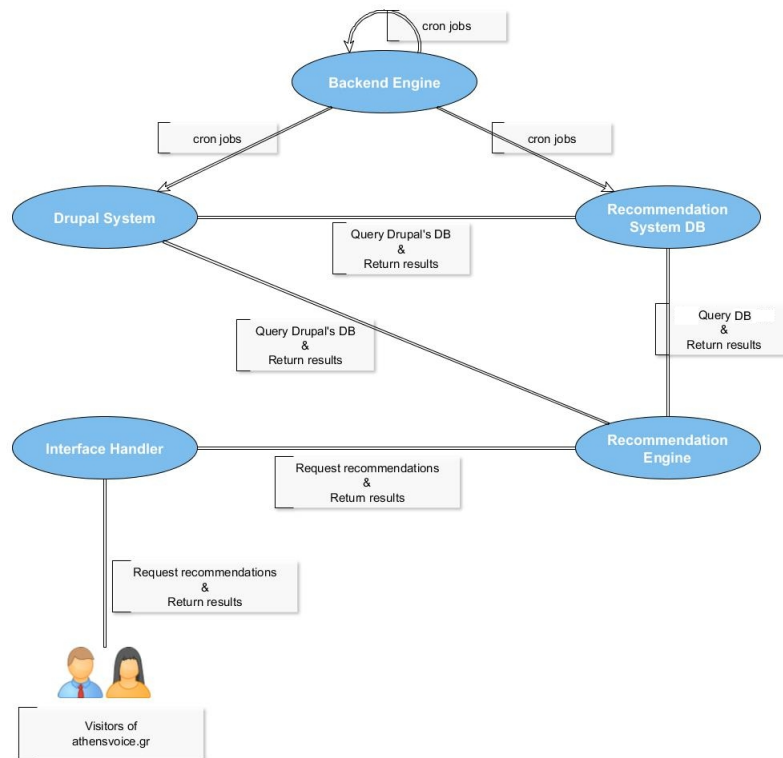 cron jobs
Backend Engine
cron jobs
cron jobs
Drupal System
Recommendation
System DB
Query Drupal's DB
&
Return results
Query Drupal's DB
&
Return results
Query DB
&
Return results
Interface Handler
Recommendation
Engine
Request recommendations
&
Return results
Request recommendations
&
Return results
Visitors of
athensvoice.gr